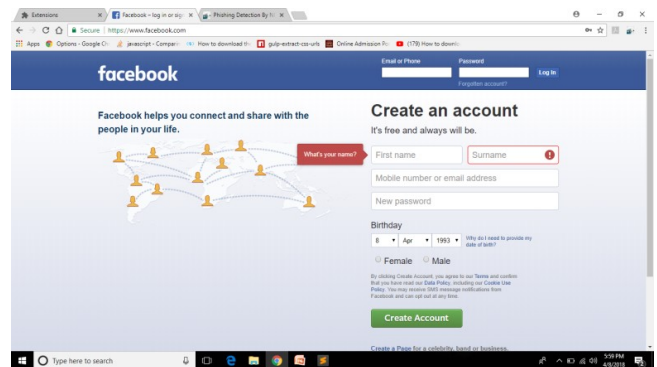 Extensions
Facebook – log in or sig
Phishing Detection By N
Secure
https://www.facebook.com
Apps
Options - Google Ch
javascript - Compar
How to download th
gulp-extract-css-urls
Online Admission Po
(179) How to downlo
facebook
Email or Phone
Password
Log In
Forgotten account?
Facebook helps you connect and share with the
people in your life.
Create an account
It's free and always will be.
What's your name?
First name
Surname
Mobile number or email address
New password
Birthday
8
Apr
1993
Why do I need to provide my
date of birth?
Female
Male
By clicking Create Account, you agree to our Terms and confirm
that you have read our Data Policy, including our Cookie Use
Policy. You may receive SMS message notifications from
Facebook and can opt out at any time.
Create Account
Create a Page for a celebrity, band or business.
Type here to search
5:59 PM
4/8/2018